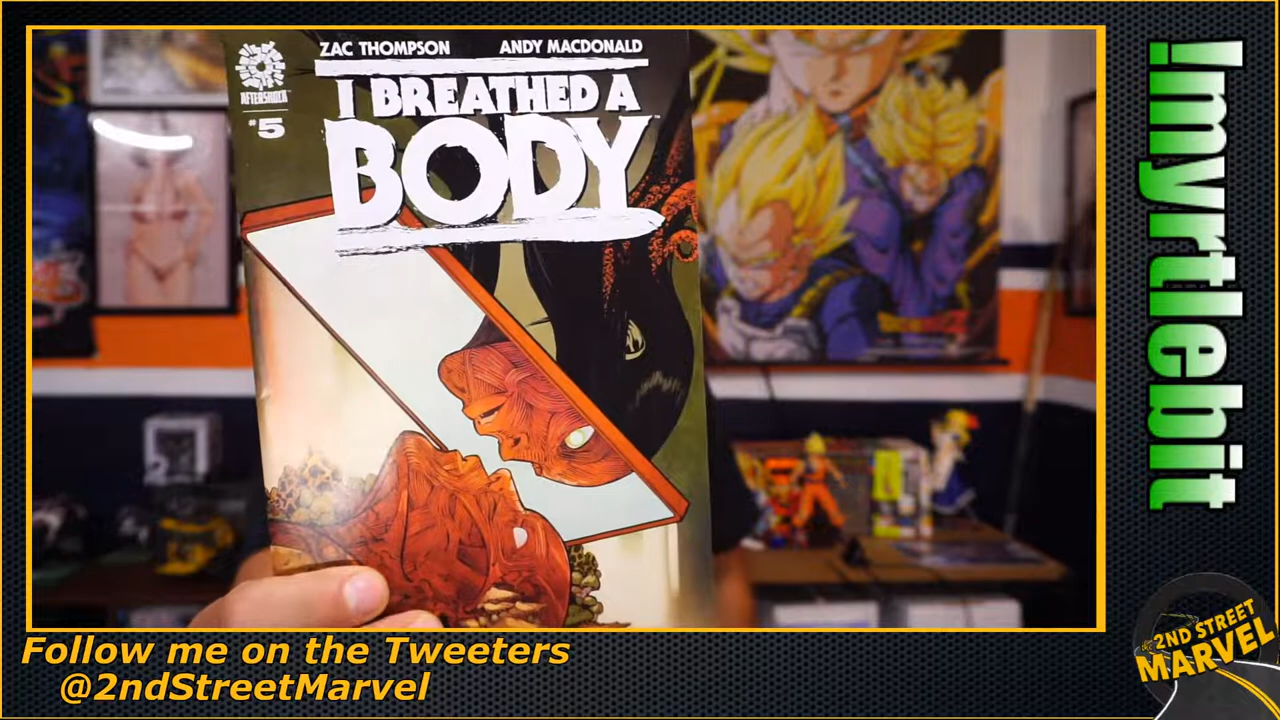 ZAC THOMPSON ANDY MACDONALD
AFTERSHOCK
I BREATHED A
#5
BODY
!myrtlebit
2ND STREET
MARVEL
Follow me on the Tweeters
@2ndStreetMarvel